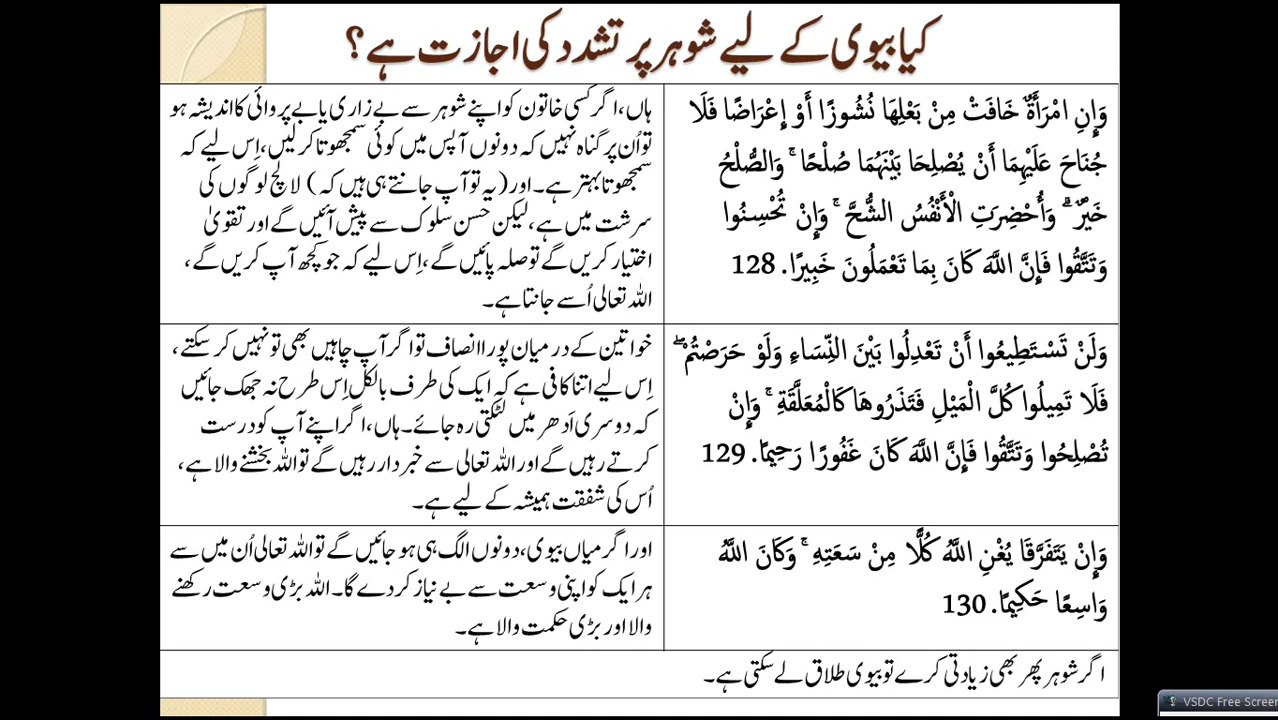 کیا بیوی کے لیے شوہر پر تشدد کی اجازت ہے؟
وَإِنِ امْرَأَةٌ خَافَتْ مِنْ بَعْلِهَا نُشُوزًا أَوْ إِعْرَاضًا فَلَا
جُنَاحَ عَلَيْهِمَا أَنْ يُصْلِحَا بَيْنَهُمَا صُلْحًا ۚ وَالصُّلْحُ
خَيْرٌ ۗ وَأُحْضِرَتِ الْأَنْفُسُ الشُّحَّ ۚ وَإِنْ تُحْسِنُوا
وَتَتَّقُوا فَإِنَّ اللَّهَ كَانَ بِمَا تَعْمَلُونَ خَبِيرًا. 128
ہاں، اگر کسی خاتون کو اپنے شوہر سے بے زاری یا بے پروائی کا اندیشہ ہو
تو اُن پر گناہ نہیں کہ دونوں آپس میں کوئی سمجھوتا کر لیں، اِس لیے کہ
سمجھوتا بہتر ہے۔ اور (یہ تو آپ جانتے ہی ہیں کہ) لالچ لوگوں کی
سرشت میں ہے، لیکن حسن سلوک سے پیش آئیں گے اور تقویٰ
اختیار کریں گے تو صلہ پائیں گے، اِس لیے کہ جو کچھ آپ کریں گے،
اللہ تعالی اُسے جانتا ہے۔
وَلَنْ تَسْتَطِيعُوا أَنْ تَعْدِلُوا بَيْنَ النِّسَاءِ وَلَوْ حَرَصْتُمْ ۖ
فَلَا تَمِيلُوا كُلَّ الْمَيْلِ فَتَذَرُوهَا كَالْمُعَلَّقَةِ ۚ وَإِنْ
تُصْلِحُوا وَتَتَّقُوا فَإِنَّ اللَّهَ كَانَ غَفُورًا رَحِيمًا. 129
خواتین کے درمیان پورا انصاف تو اگر آپ چاہیں بھی تو نہیں کر سکتے،
اِس لیے اتنا کافی ہے کہ ایک کی طرف بالکل اِس طرح نہ جھک جائیں
کہ دوسری اَدھر میں لٹکتی رہ جائے۔ ہاں، اگر اپنے آپ کو درست
کرتے رہیں گے اور اللہ تعالی سے خبردار رہیں گے تو اللہ بخشنے والا ہے،
اُس کی شفقت ہمیشہ کے لیے ہے۔
وَإِنْ يَتَفَرَّقَا يُغْنِ اللَّهُ كُلًّا مِنْ سَعَتِهِ ۚ وَكَانَ اللَّهُ
وَاسِعًا حَكِيمًا. 130
اور اگر میاں بیوی، دونوں الگ ہی ہو جائیں گے تو اللہ تعالی اُن میں سے
ہر ایک کو اپنی وسعت سے بے نیاز کر دے گا۔ اللہ بڑی وسعت رکھنے
والا اور بڑی حکمت والا ہے۔
اگر شوہر پھر بھی زیادتی کرے تو بیوی طلاق لے سکتی ہے۔
VSDC Free Screen